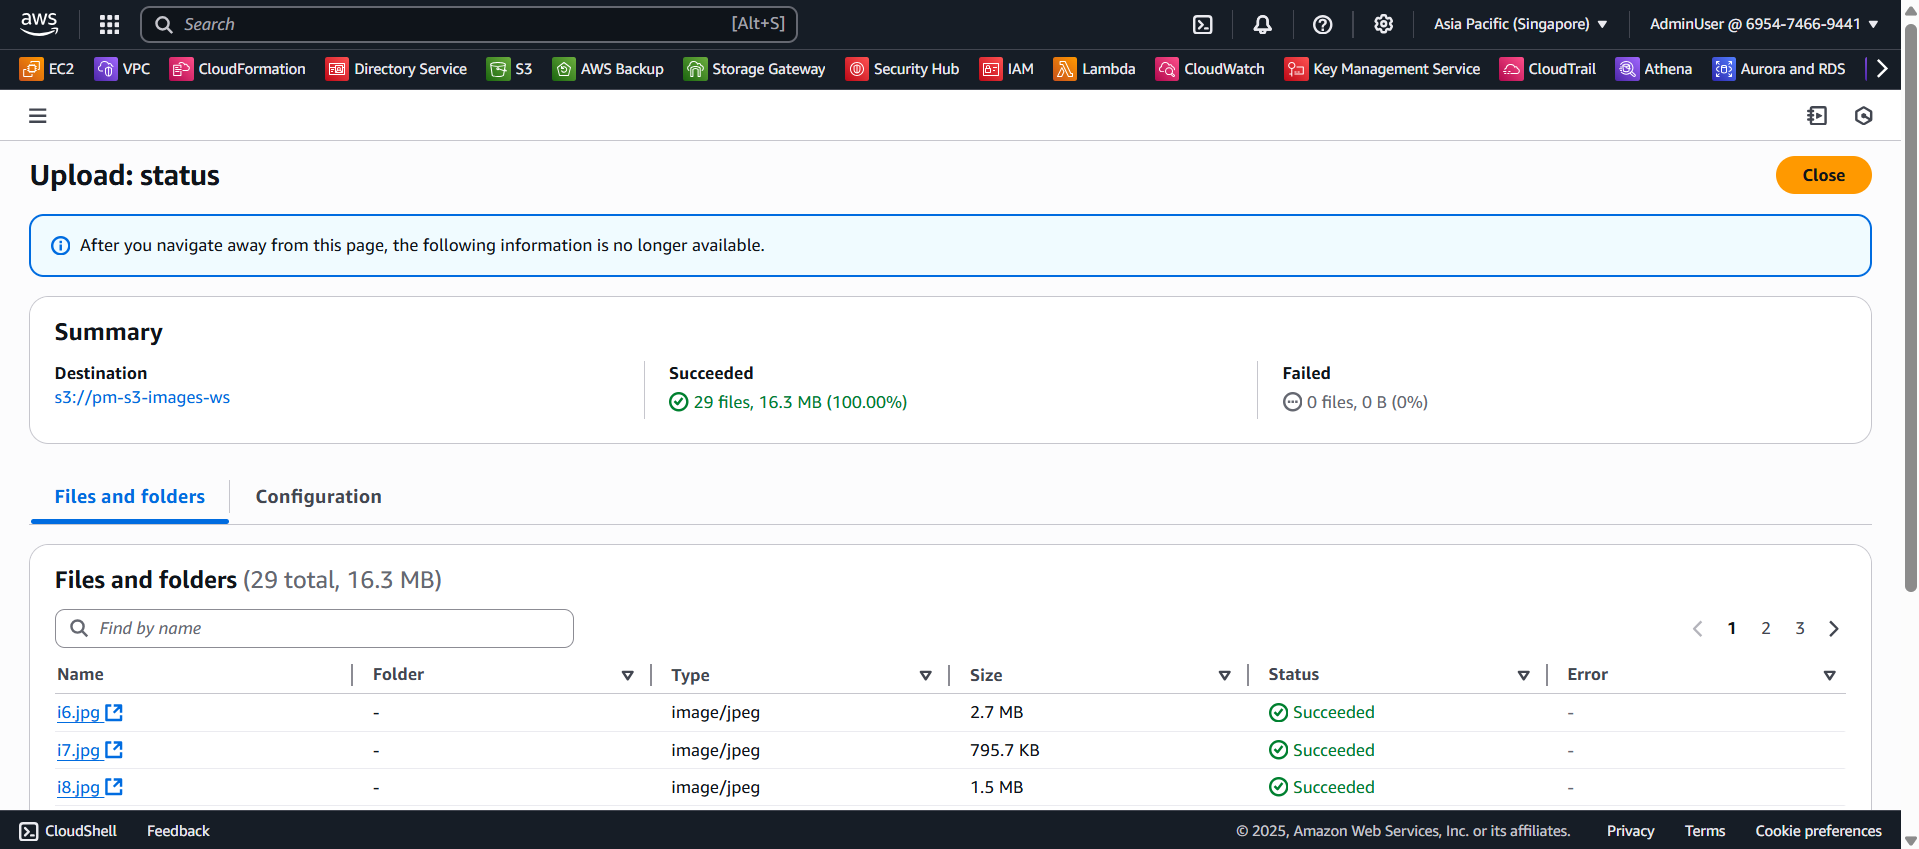 aws
Search [Alt+S]
Asia Pacific (Singapore)
AdminUser @ 6954-7466-9441
EC2 VPC CloudFormation Directory Service S3 AWS Backup Storage Gateway Security Hub IAM Lambda CloudWatch Key Management Service CloudTrail Athena Aurora and RDS
Upload: status
Close
After you navigate away from this page, the following information is no longer available.
Summary
Destination
s3://pm-s3-images-ws
Succeeded
29 files, 16.3 MB (100.00%)
Failed
0 files, 0 B (0%)
Files and folders
Configuration
Files and folders (29 total, 16.3 MB)
Find by name
1 2 3
Name Folder Type Size Status Error
i6.jpg - image/jpeg 2.7 MB Succeeded -
i7.jpg - image/jpeg 795.7 KB Succeeded -
i8.jpg - image/jpeg 1.5 MB Succeeded -
CloudShell Feedback © 2025, Amazon Web Services, Inc. or its affiliates. Privacy Terms Cookie preferences